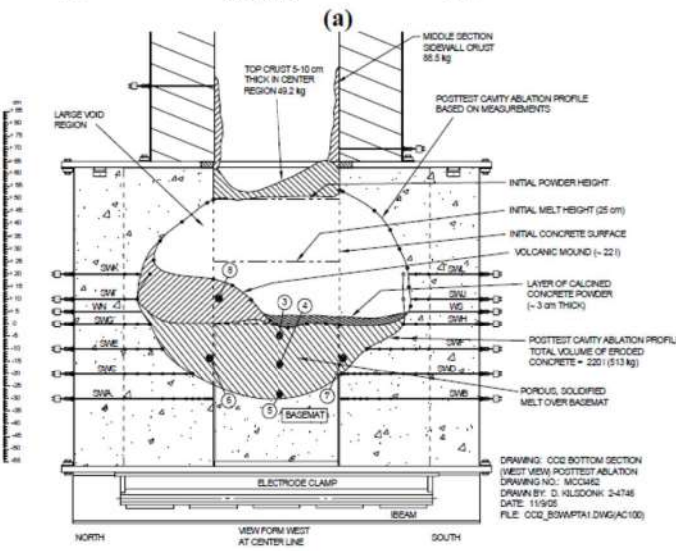 (a)
MIDDLE SECTION
SIDEWALL CRUST
88.5 kg
TOP CRUST 5-10 cm
THICK IN CENTER
REGION 49.2 kg
POSTTEST CAVITY ABLATION PROFILE
BASED ON MEASUREMENTS
LARGE VOID
REGION
INITIAL POWDER HEIGHT
INITIAL MELT HEIGHT (25 cm)
INITIAL CONCRETE SURFACE
VOLCANIC MOUND (~ 22 l)
SWK
SWL
8
SWI
SWJ
LAYER OF CALCINED
CONCRETE POWDER
(~ 3 cm THICK)
WN
WS
3
4
SWG
SWH
POSTTEST CAVITY ABLATION PROFILE
TOTAL VOLUME OF ERODED
CONCRETE = 220 l (513 kg)
SWE
SWF
SWC
SWD
POROUS, SOLIDIFIED
MELT OVER BASEMAT
SWA
SWB
5
7
BASEMAT
DRAWING: CCI2 BOTTOM SECTION
(WEST VIEW) POSTTEST ABLATION
DRAWING NO.: MCCI462
DRAWN BY: D. KILSDONK 2-4746
DATE: 11/9/05
FILE: CCI2_BSWVPTA1.DWG(AC100)
ELECTRODE CLAMP
IBEAM
NORTH
VIEW FORM WEST
AT CENTER LINE
SOUTH